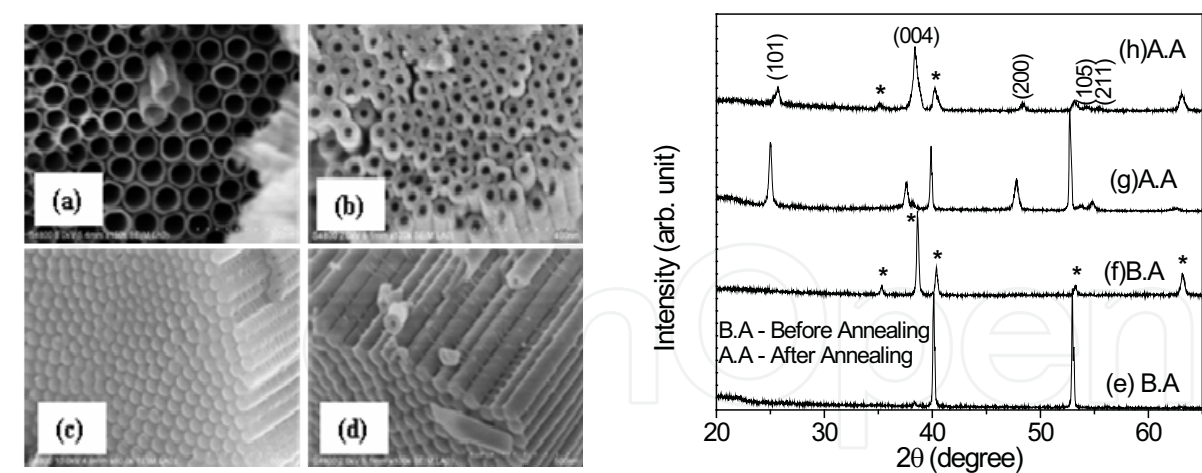 (a)
(b)
(c)
(d)
(101)
(004)
(200)
(105)
(211)
(h)A.A
*
*
(g)A.A
*
*
*
*
*
(f)B.A
B.A - Before Annealing
A.A - After Annealing
(e) B.A
Intensity (arb. unit)
20
30
40
50
60
2θ (degree)